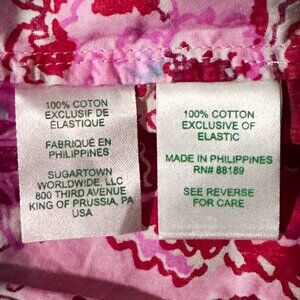 100% COTON
EXCLUSIF DE
ÉLASTIQUE
FABRIQUÉ EN
PHILIPPINES
SUGARTOWN
WORLDWIDE, LLC
800 THIRD AVENUE
KING OF PRUSSIA, PA
USA
100% COTTON
EXCLUSIVE OF
ELASTIC
MADE IN PHILIPPINES
RN# 88189
SEE REVERSE
FOR CARE